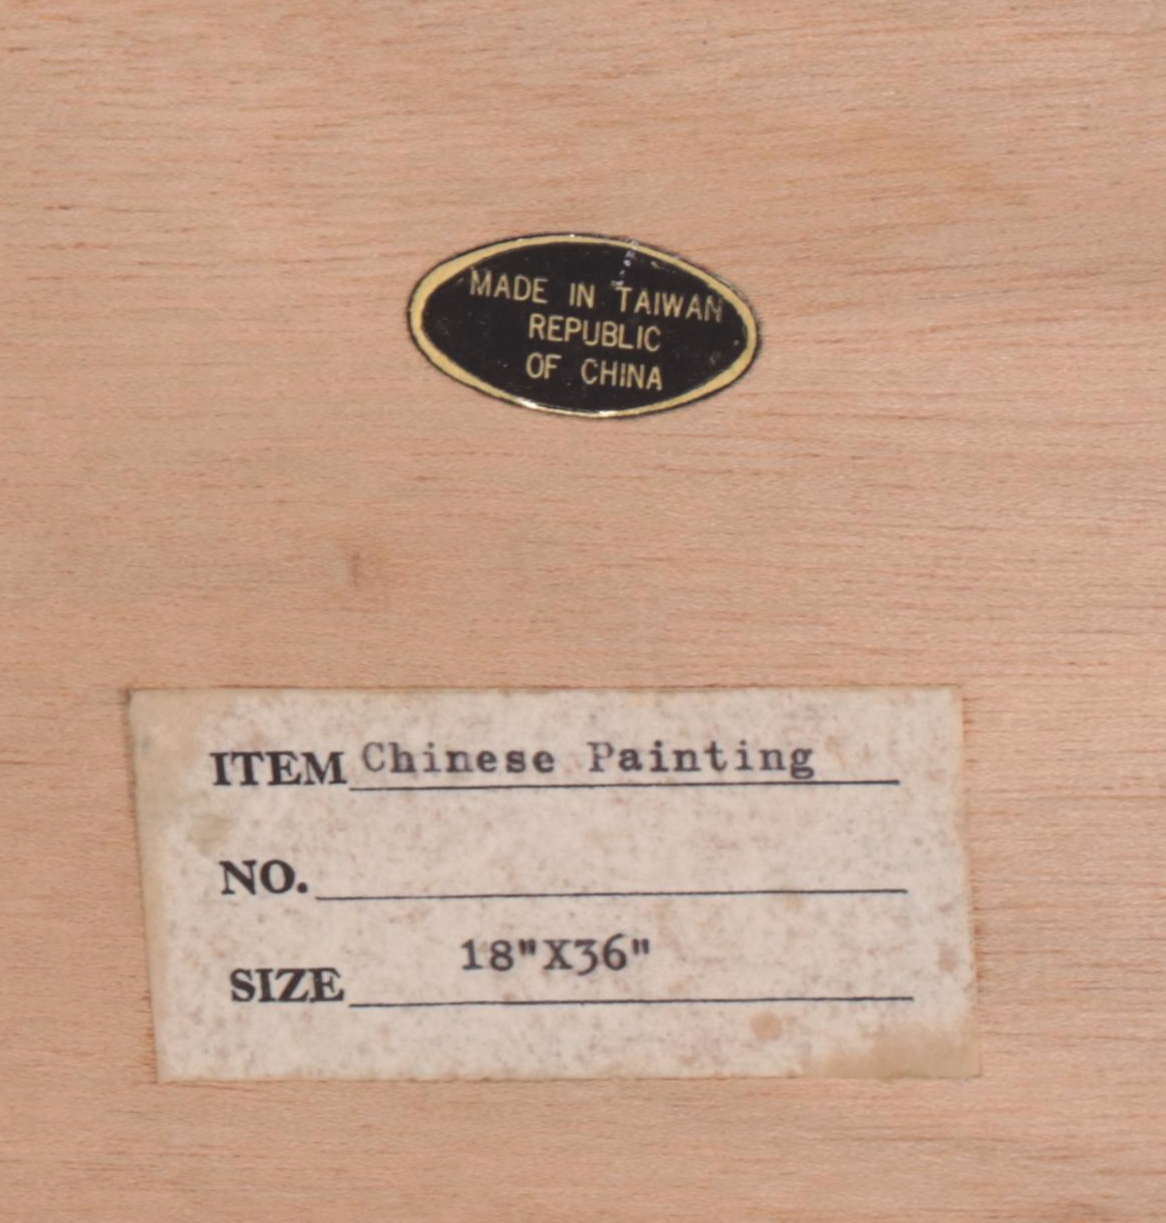 MADE IN TAIWAN
REPUBLIC
OF CHINA
ITEM Chinese Painting
NO.
SIZE 18"X36"